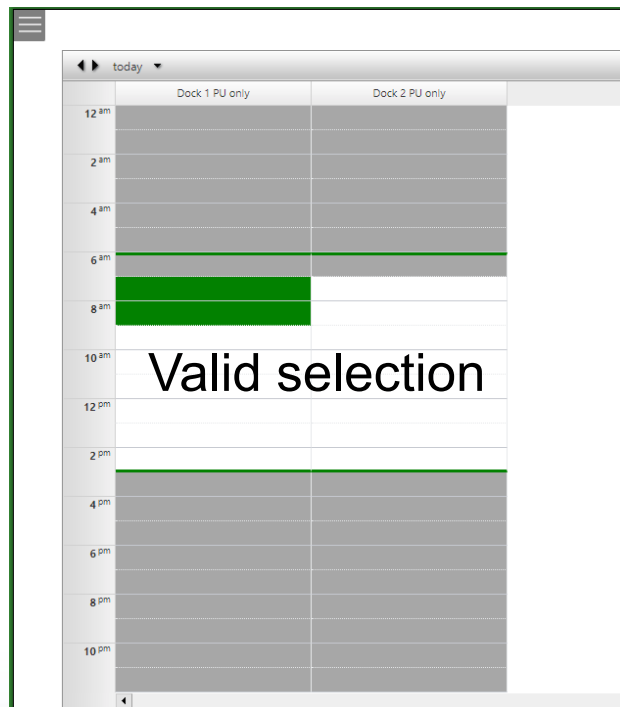 today
Dock 1 PU only Dock 2 PU only
12 am
2 am
4 am
6 am
8 am
10 am
Valid selection
12 pm
2 pm
4 pm
6 pm
8 pm
10 pm